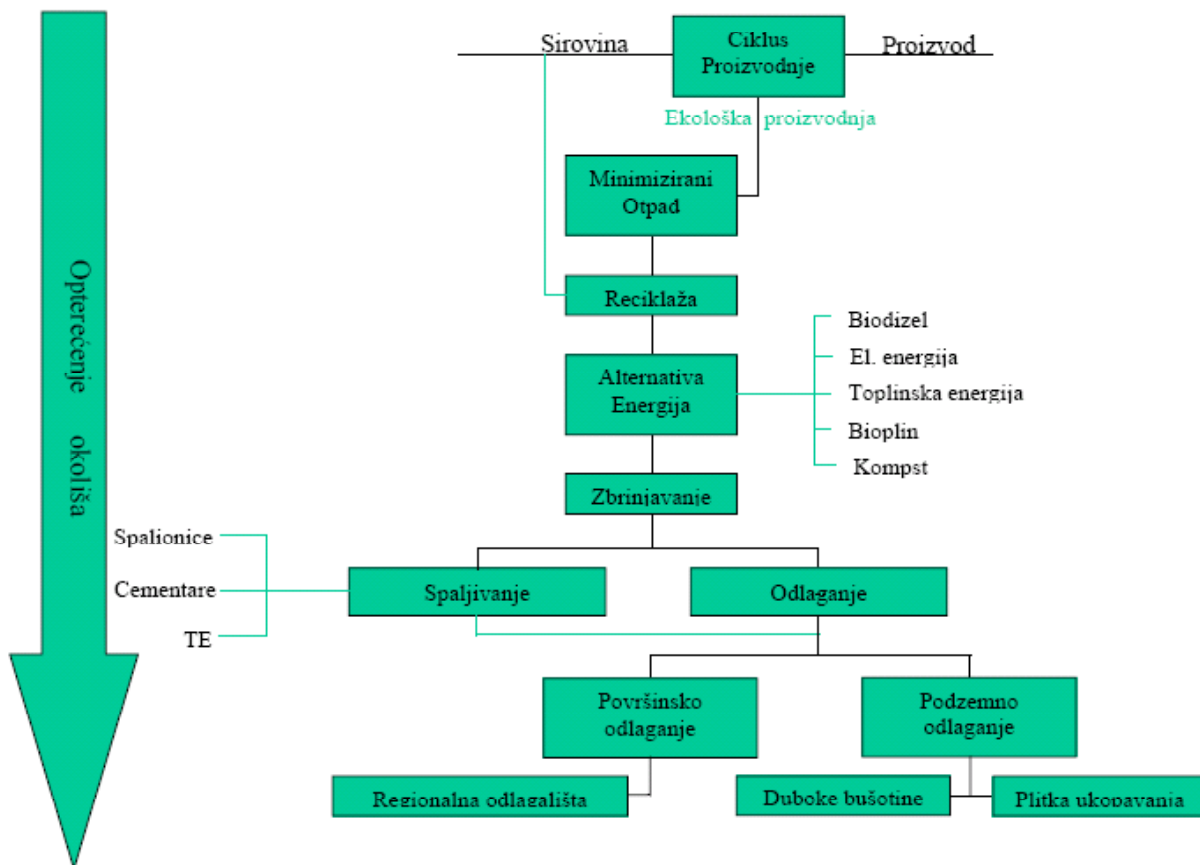 Sirovina
Ciklus
Proizvodnje
Proizvod
Ekološka proizvodnja
Minimizirani
Otpad
Reciklaža
Alternativa
Energija
Biodizel
El. energija
Toplinska energija
Bioplin
Kompst
Zbrinjavanje
Opterećenje okoliša
Spalionice
Cementare
TE
Spaljivanje
Odlaganje
Površinsko
odlaganje
Podzemno
odlaganje
Regionalna odlagališta
Duboke bušotine
Plitka ukopavanja